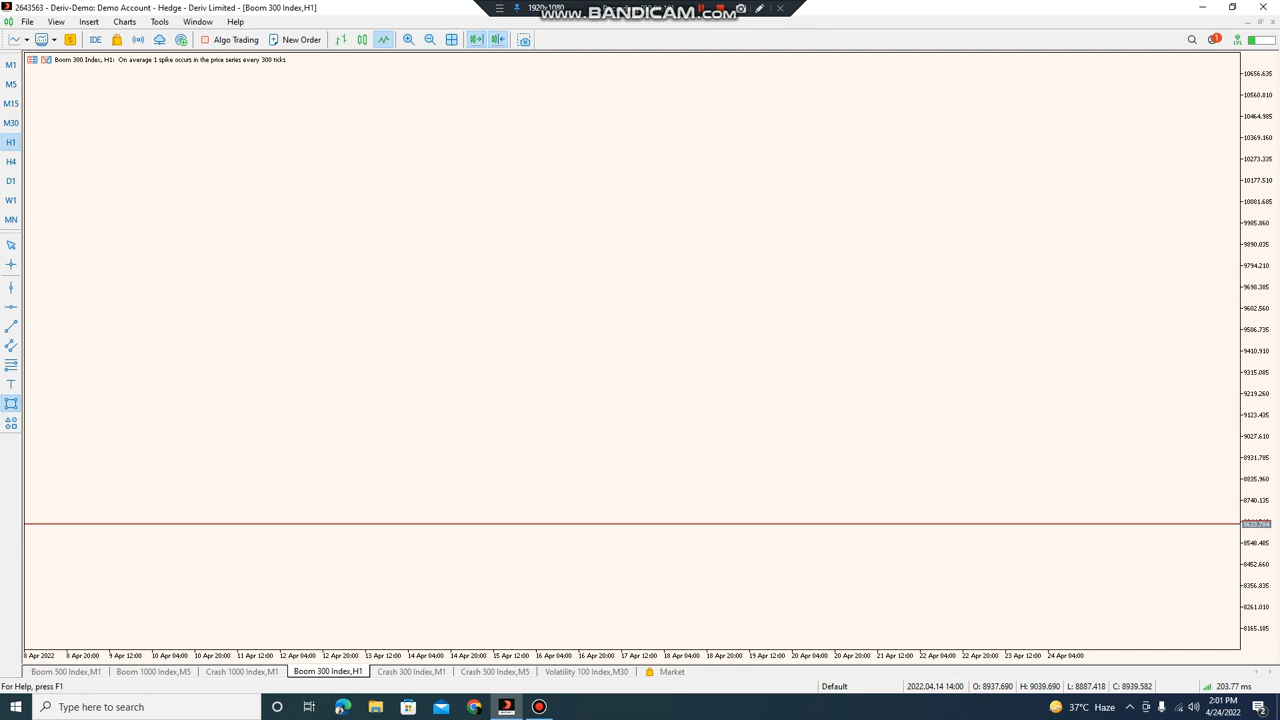 2643563 - Deriv-Demo: Demo Account - Hedge - Deriv Limited - [Boom 300 Index,H1]
1920x1080
www.BANDICAM.com
File View Insert Charts Tools Window Help
IDE Algo Trading New Order 1 LVL
Boom 300 Index, H1: On average 1 spike occurs in the price series every 300 ticks
M1
M5
M15
M30
H1
H4
D1
W1
MN
T
10656.635
10560.810
10464.985
10369.160
10273.335
10177.510
10081.685
9985.860
9890.035
9794.210
9698.385
9602.560
9506.735
9410.910
9315.085
9219.260
9123.435
9027.610
8931.785
8835.960
8740.135
8548.485
8452.660
8356.835
8261.010
8165.185
8 Apr 2022 8 Apr 20:00 9 Apr 12:00 10 Apr 04:00 10 Apr 20:00 11 Apr 12:00 12 Apr 04:00 12 Apr 20:00 13 Apr 12:00 14 Apr 04:00 14 Apr 20:00 15 Apr 12:00 16 Apr 04:00 16 Apr 20:00 17 Apr 12:00 18 Apr 04:00 18 Apr 20:00 19 Apr 12:00 20 Apr 04:00 20 Apr 20:00 21 Apr 12:00 22 Apr 04:00 22 Apr 20:00 23 Apr 12:00 24 Apr 04:00
Boom 500 Index,M1 Boom 1000 Index,M5 Crash 1000 Index,M1 Boom 300 Index,H1 Crash 300 Index,M1 Crash 500 Index,M5 Volatility 100 Index,M30 Market
For Help, press F1 Default 2022.04.14 14:00 O: 8937.690 H: 9039.690 L: 8887.418 C: 8939.582 203.77 ms
Type here to search 37°C Haze 2:01 PM
4/24/2022 2